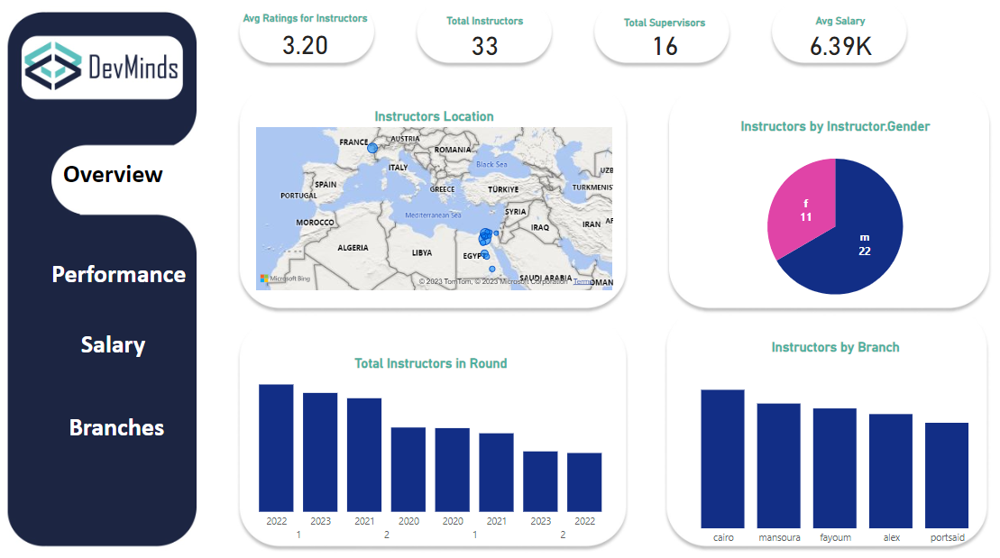 DevMinds
Overview
Performance
Salary
Branches
Avg Ratings for Instructors
3.20
Total Instructors
33
Total Supervisors
16
Avg Salary
6.39K
Instructors Location
FRANCE
AUSTRIA
ROMANIA
ITALY
Black Sea
UZB
SPAIN
PORTUGAL
GREECE
TÜRKIYE
TURKMENIST
Mediterranean Sea
SYRIA
MOROCCO
IRAQ
IRAN
AF
ALGERIA
LIBYA
EGYPT
SAUDI ARABIA
OMAN
Microsoft Bing
© 2023 TomTom, © 2023 Microsoft Corporation
Terms
Instructors by Instructor.Gender
f
11
m
22
Total Instructors in Round
2022 2023 2021 2020 2020 2021 2023 2022
1 2 1 2
Instructors by Branch
cairo mansoura fayoum alex portsaid